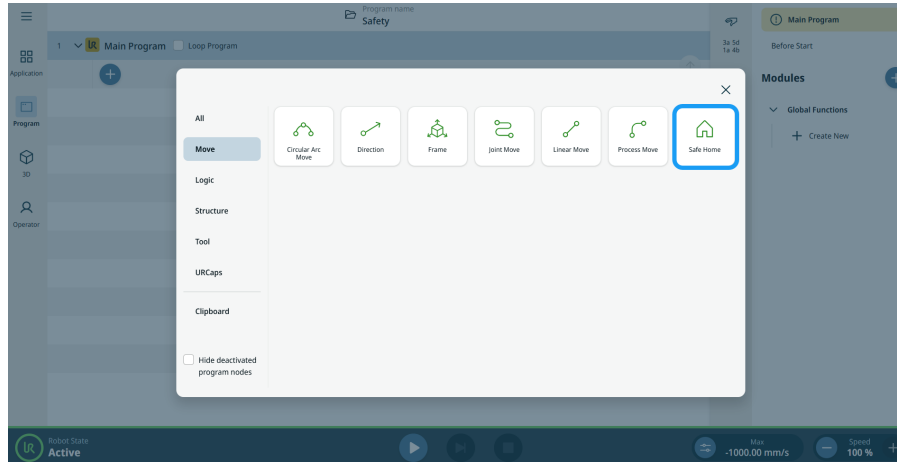 Program name
Safety
Main Program
3a 5d
1a 4b
1
Main Program
Loop Program
Before Start
Application
Modules
Program
All
Global Functions
Move
Circular Arc
Move
Direction
Frame
Joint Move
Linear Move
Process Move
Safe Home
Create New
3D
Logic
Structure
Operator
Tool
URCaps
Clipboard
Hide deactivated
program nodes
Robot State
Active
Max
-1000.00 mm/s
Speed
100 %